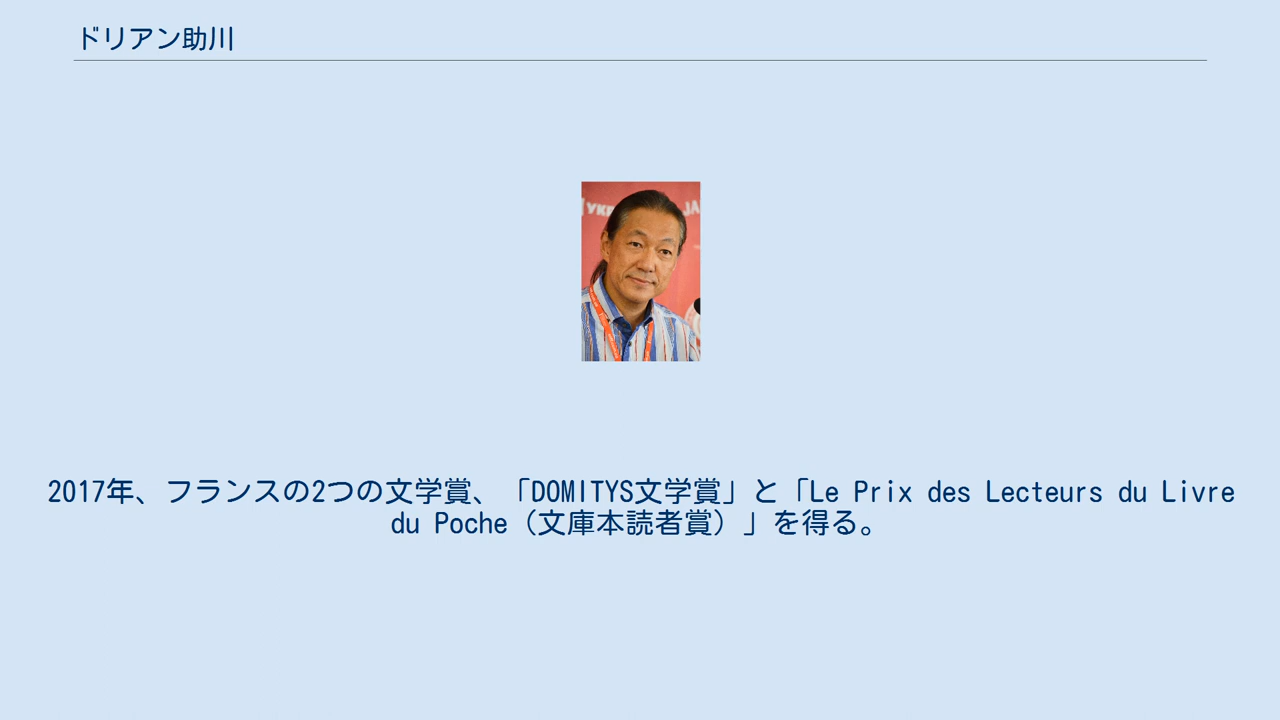 ドリアン助川
YK
JA
2017年、フランスの2つの文学賞、「DOMITYS文学賞」と「Le Prix des Lecteurs du Livre
du Poche（文庫本読者賞）」を得る。